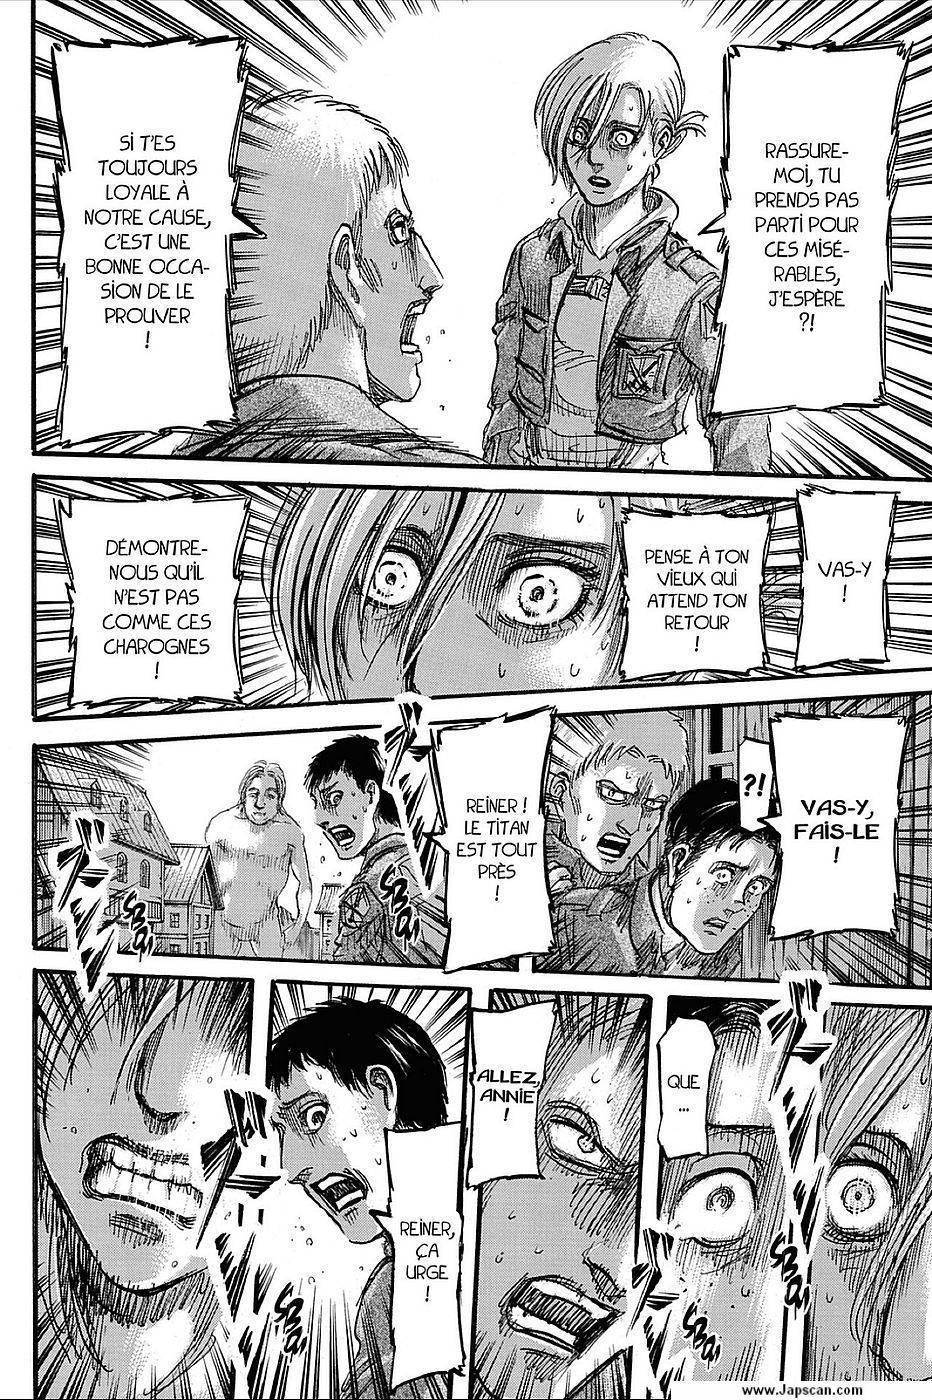 RASSURE-
MOI, TU
PRENDS PAS
PARTI POUR
CES MISÉ-
RABLES,
J'ESPÈRE
?!
SI T'ES
TOUJOURS
LOYALE À
NOTRE CAUSE,
C'EST UNE
BONNE OCCA-
SION DE LE
PROUVER
!
VAS-Y
!
PENSE À TON
VIEUX QUI
ATTEND TON
RETOUR
!
DÉMONTRE-
NOUS QU'IL
N'EST PAS
COMME CES
CHAROGNES
!
VAS-Y,
FAIS-LE
!
?!
REINER !
LE TITAN
EST TOUT
PRÈS
!
QUE
...
ALLEZ,
ANNIE
!
REINER,
ÇA
URGE
!
www.Japscan.com